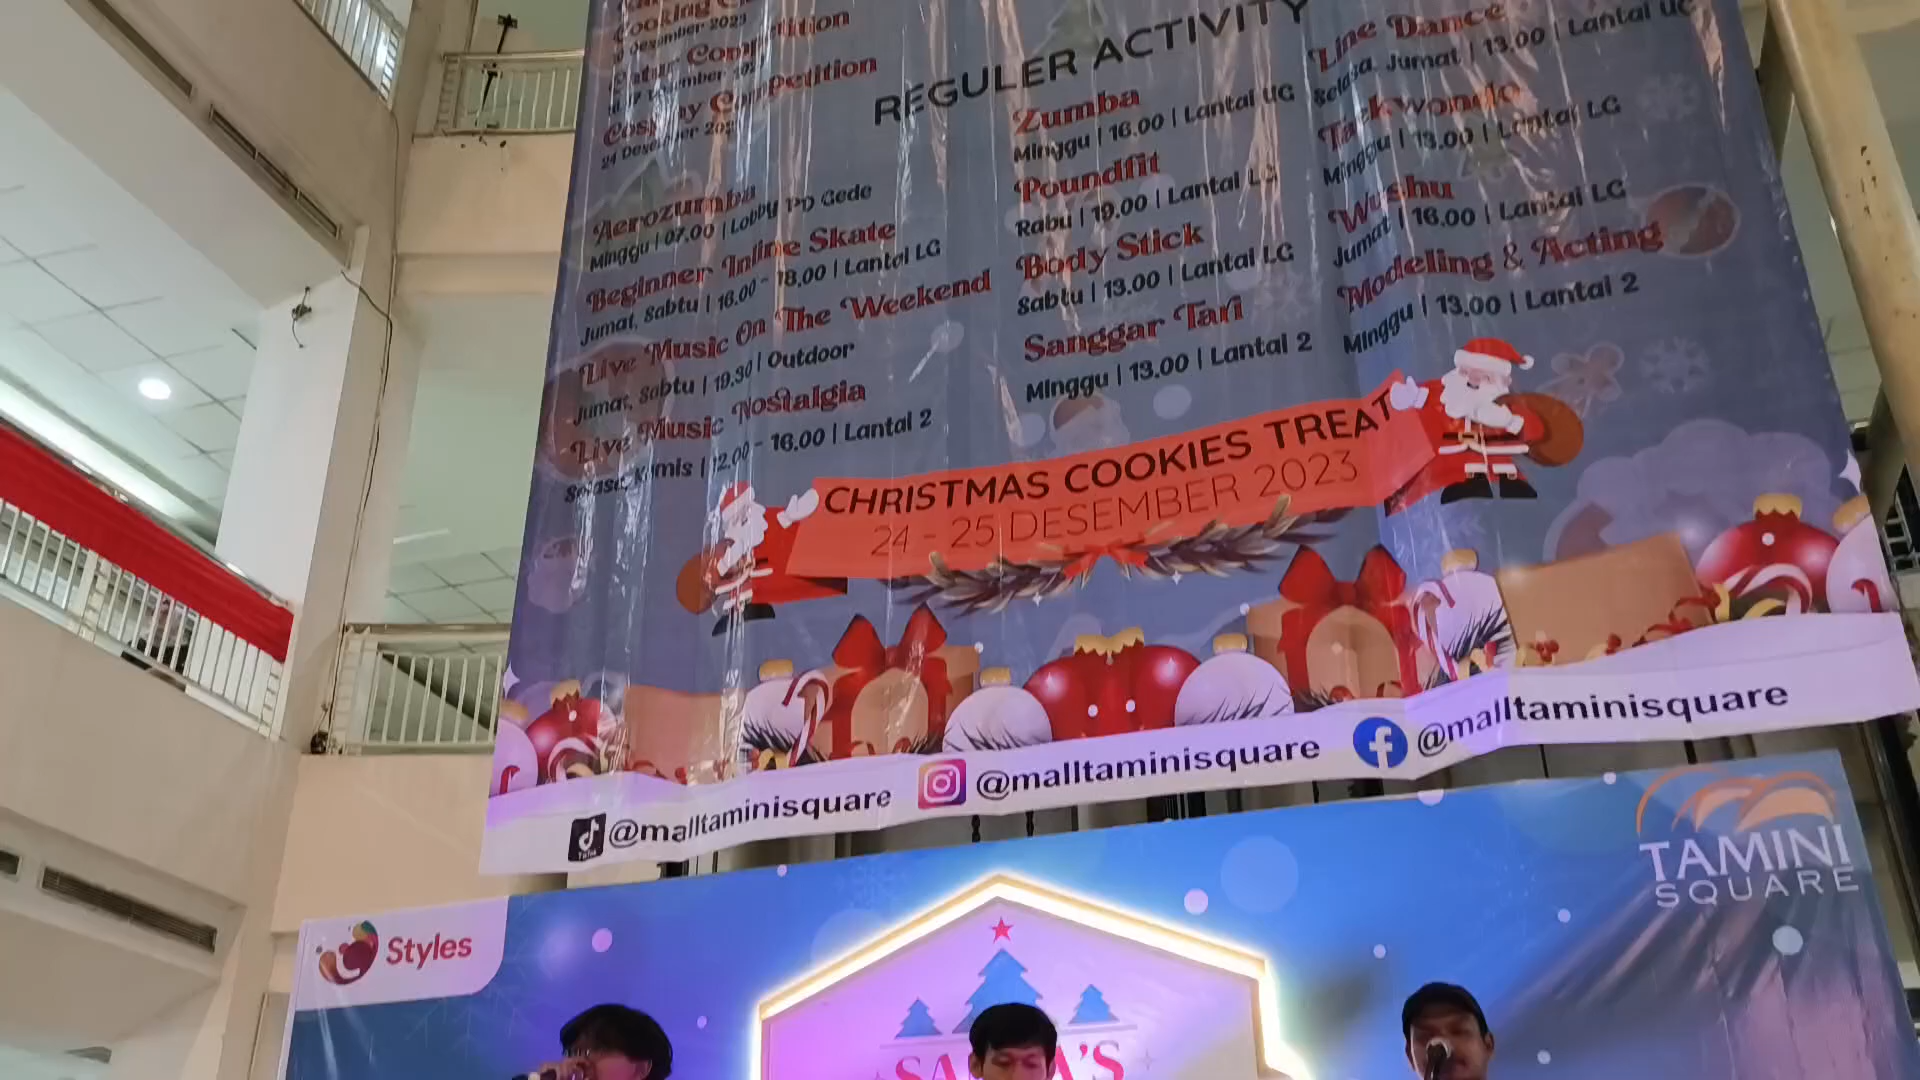 Cooking
Desember 2023
Competition
Cosplay Competition
24 Desember 2023
REGULER ACTIVITY
Aerozumba
Minggu | 07.00 | Lobby PD Gede
Beginner Inline Skate
Jumat, Sabtu | 16.00 - 18.00 | Lantai LG
Live Music On The Weekend
Jumat, Sabtu | 19.30 | Outdoor
Live Music Nostalgia
Selasa, Kamis | 12.00 - 16.00 | Lantai 2
Zumba
Minggu | 16.00 | Lantai UG
Poundfit
Rabu | 19.00 | Lantai LG
Body Stick
Sabtu | 13.00 | Lantai LG
Sanggar Tari
Minggu | 13.00 | Lantai 2
Line Dance
Selasa, Jumat | 13.00 | Lantai UG
Taekwondo
Minggu | 13.00 | Lantai LG
Wushu
Jumat | 16.00 | Lantai LG
Modeling & Acting
Minggu | 13.00 | Lantai 2
CHRISTMAS COOKIES TREAT
24 - 25 DESEMBER 2023
TikTok @malltaminisquare @malltaminisquare @malltaminisquare
Styles
TAMINI
SQUARE